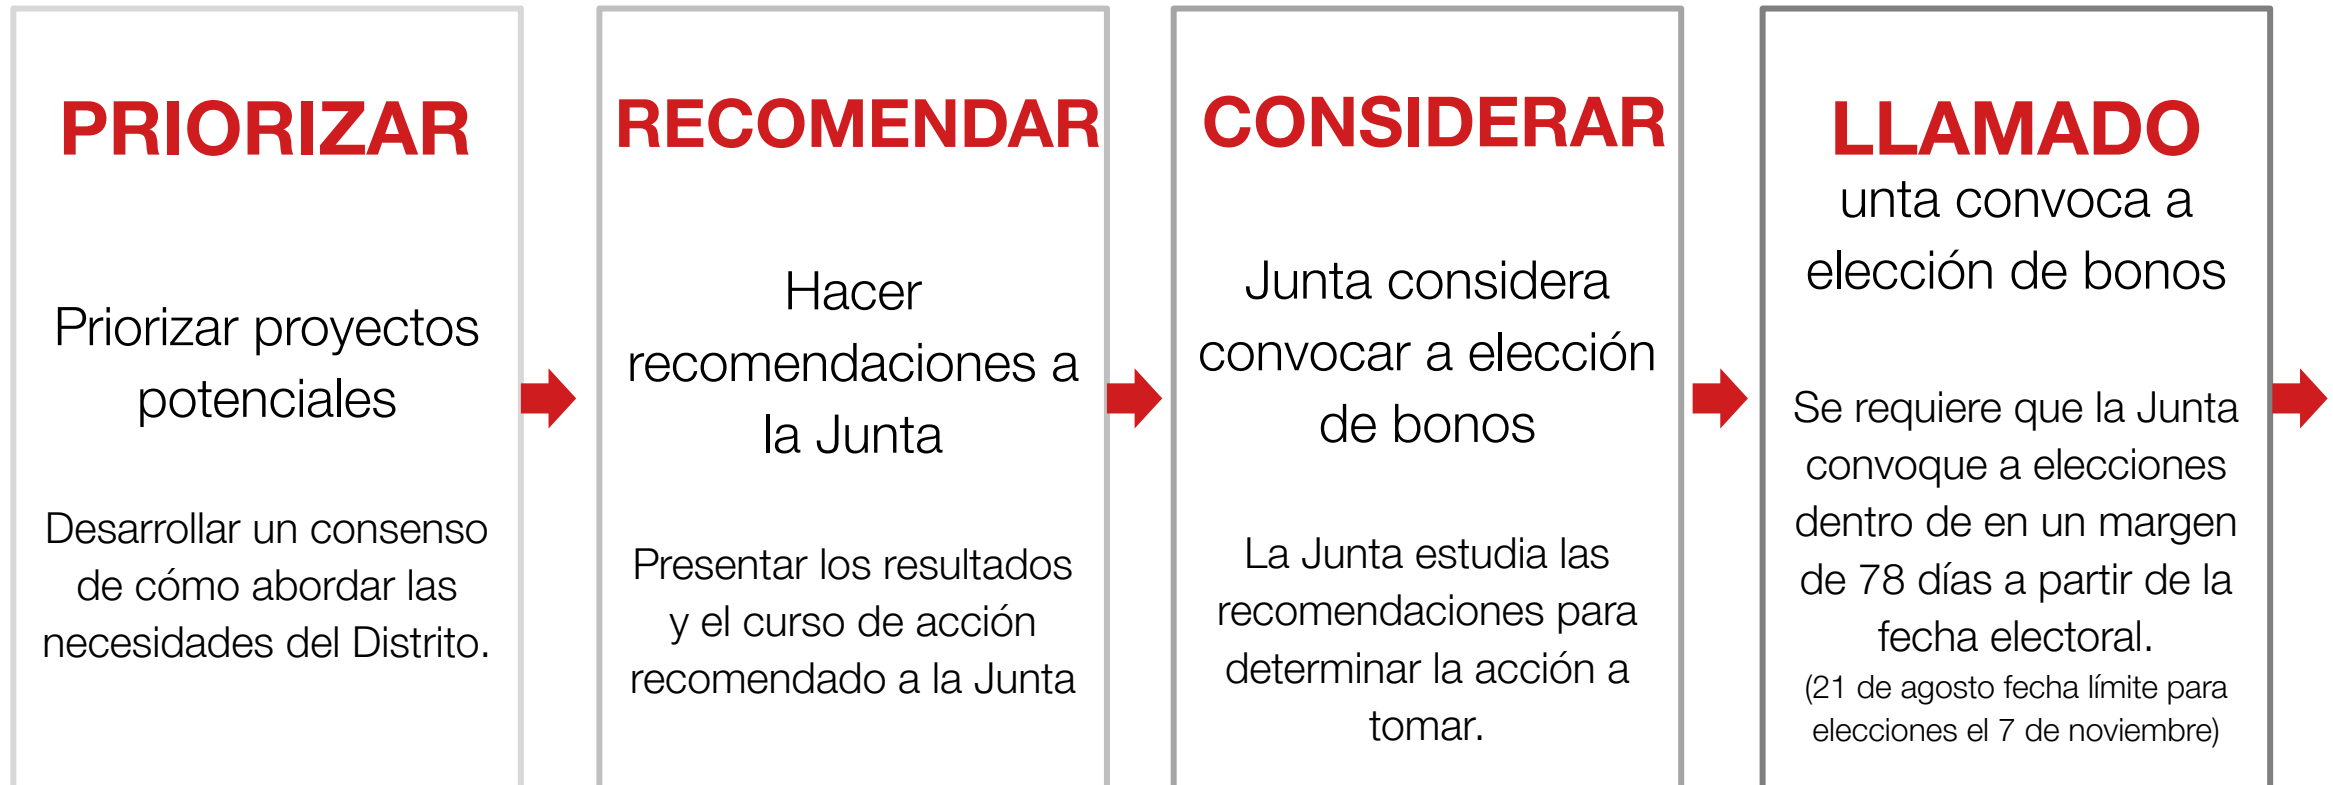 PRIORIZAR
Priorizar proyectos
potenciales
Desarrollar un consenso
de cómo abordar las
necesidades del Distrito.
RECOMENDAR
Hacer
recomendaciones a
la Junta
Presentar los resultados
y el curso de acción
recomendado a la Junta
CONSIDERAR
Junta considera
convocar a elección
de bonos
La Junta estudia las
recomendaciones para
determinar la acción a
tomar.
LLAMADO
unta convoca a
elección de bonos
Se requiere que la Junta
convoque a elecciones
dentro de en un margen
de 78 días a partir de la
fecha electoral.
(21 de agosto fecha límite para
elecciones el 7 de noviembre)